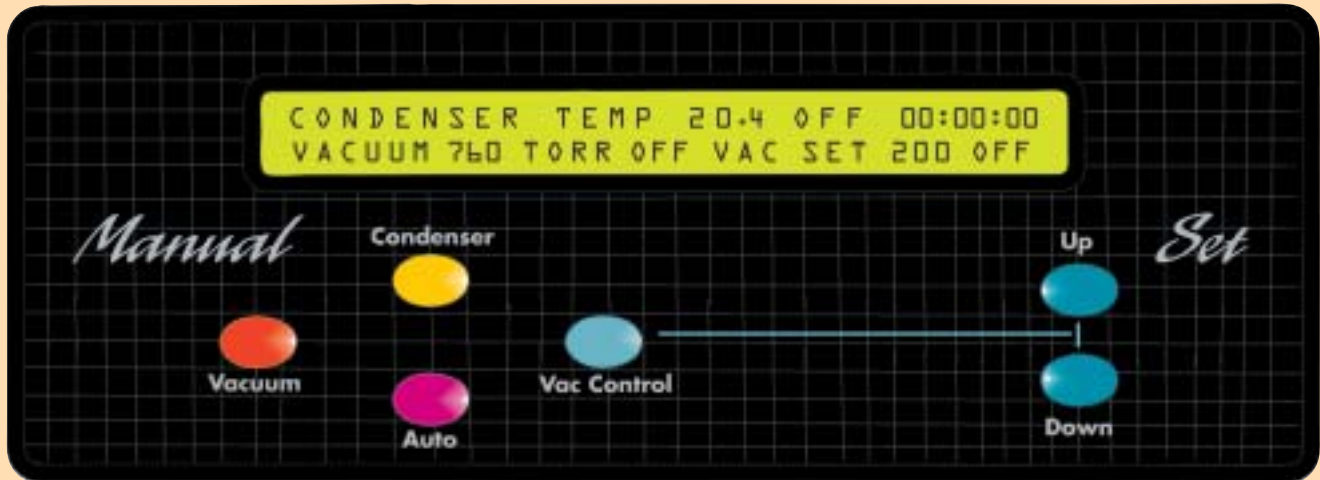 CONDENSER TEMP 20.4 OFF 00:00:00
VACUUM 760 TORR OFF VAC SET 200 OFF
Manual
Condenser
Up
Set
Vacuum
Vac Control
Auto
Down